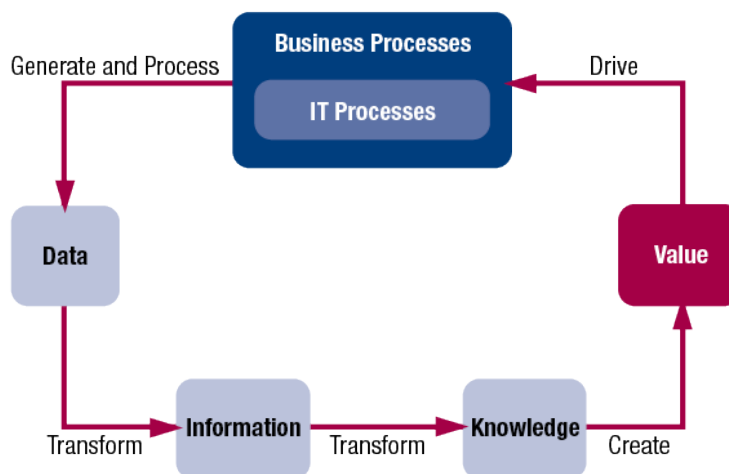 Business Processes
Generate and Process
Drive
IT Processes
Data
Value
Information
Knowledge
Transform
Transform
Create